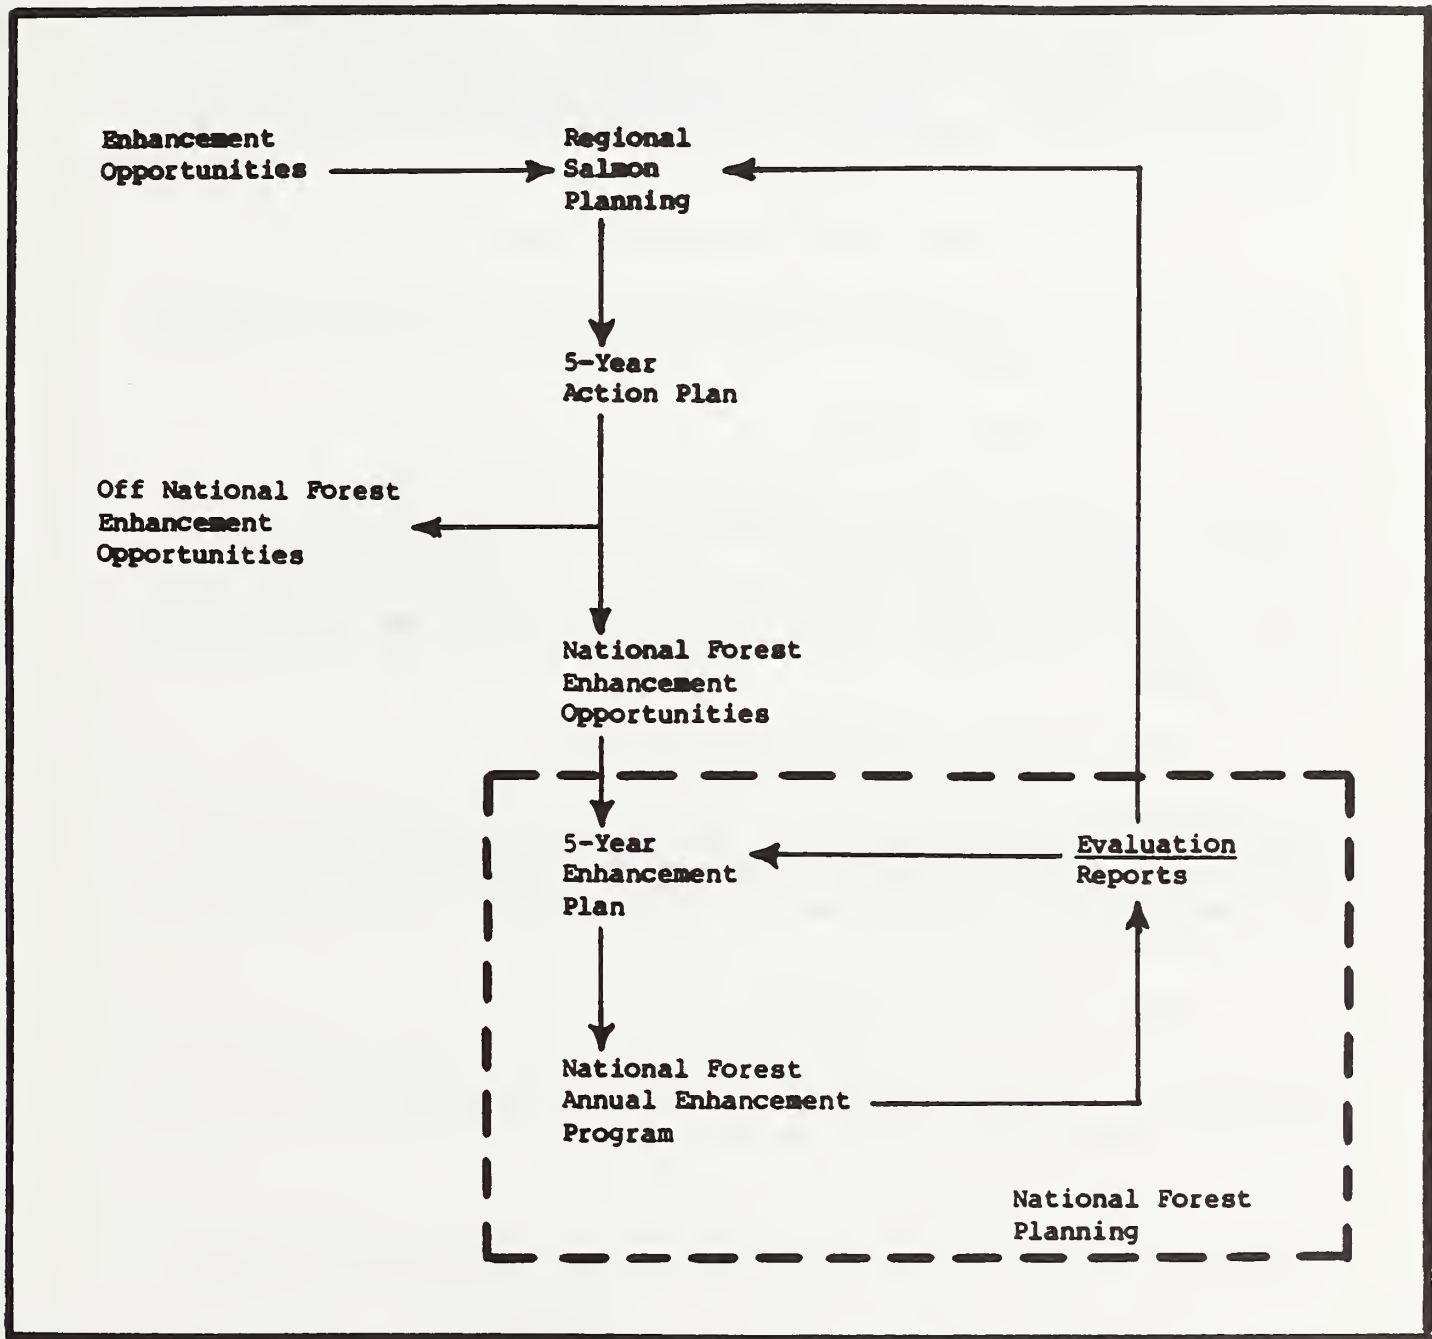 Enhancement
Opportunities
Regional
Salmon
Planning
5-Year
Action Plan
Off National Forest
Enhancement
Opportunities
National Forest
Enhancement
Opportunities
5-Year
Enhancement
Plan
Evaluation
Reports
National Forest
Annual Enhancement
Program
National Forest
Planning